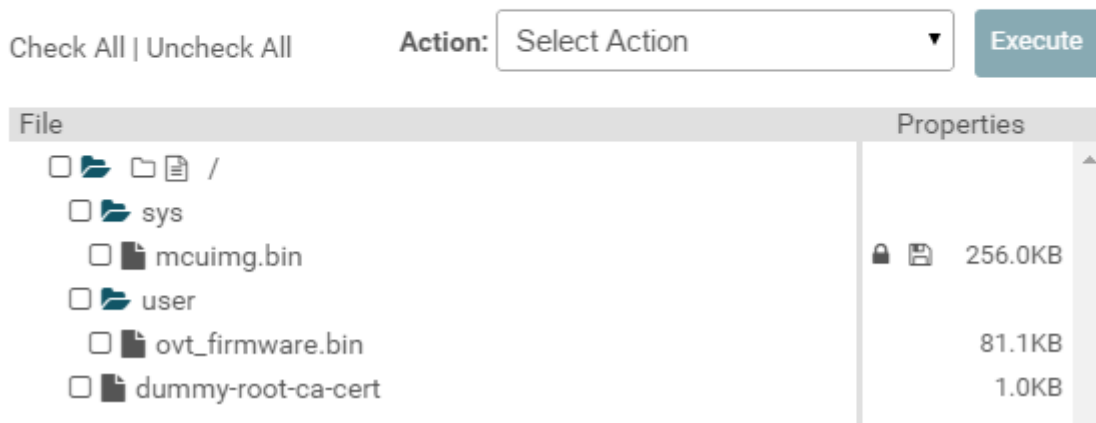 Check All | Uncheck All Action: Select Action Execute
File Properties
/
sys
mcuimg.bin 256.0KB
user
ovt_firmware.bin 81.1KB
dummy-root-ca-cert 1.0KB